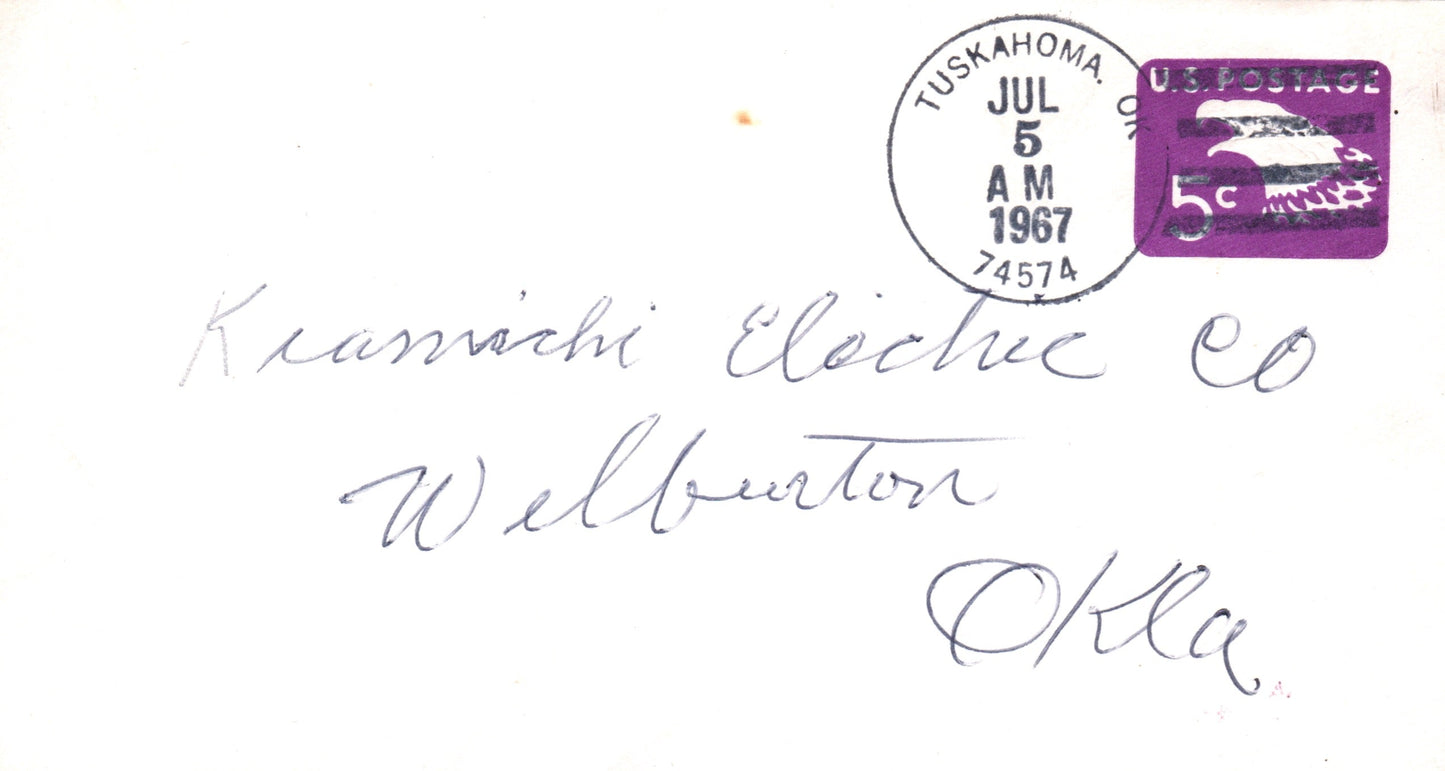 TUSKAHOMA. OK
JUL
5
AM
1967
74574
U.S. POSTAGE
5c
Kiamichi Electric Co
Wilburton
Okla.